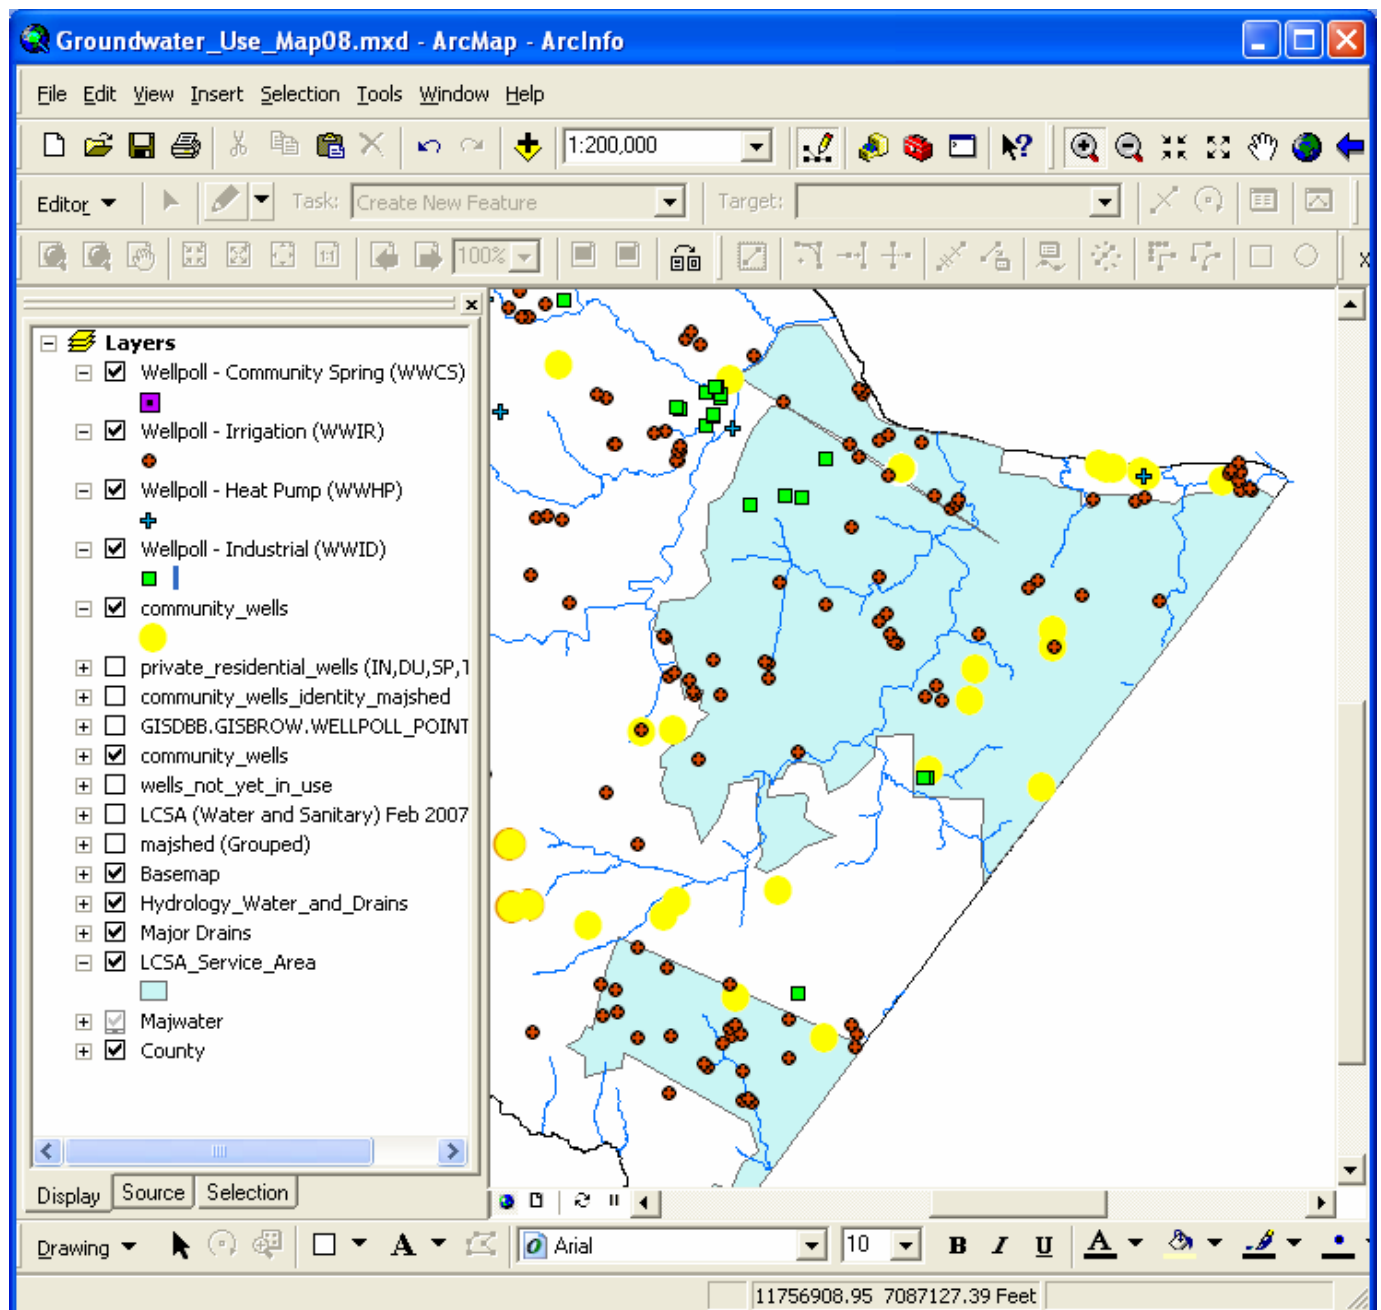 Groundwater_Use_Map08.mxd - ArcMap - ArcInfo
File Edit View Insert Selection Tools Window Help
1:200,000
Editor Task: Create New Feature Target:
1:1 100%
Layers
Wellpoll - Community Spring (WWCS)
Wellpoll - Irrigation (WWIR)
Wellpoll - Heat Pump (WWHP)
Wellpoll - Industrial (WWID)
community_wells
private_residential_wells (IN,DU,SP,T
community_wells_identity_majshed
GISDBB.GISBROW.WELLPOLL_POINT
community_wells
wells_not_yet_in_use
LCSA (Water and Sanitary) Feb 2007
majshed (Grouped)
Basemap
Hydrology_Water_and_Drains
Major Drains
LCSA_Service_Area
Majwater
County
Display Source Selection
Drawing A Arial 10 B I U A
11756908.95 7087127.39 Feet